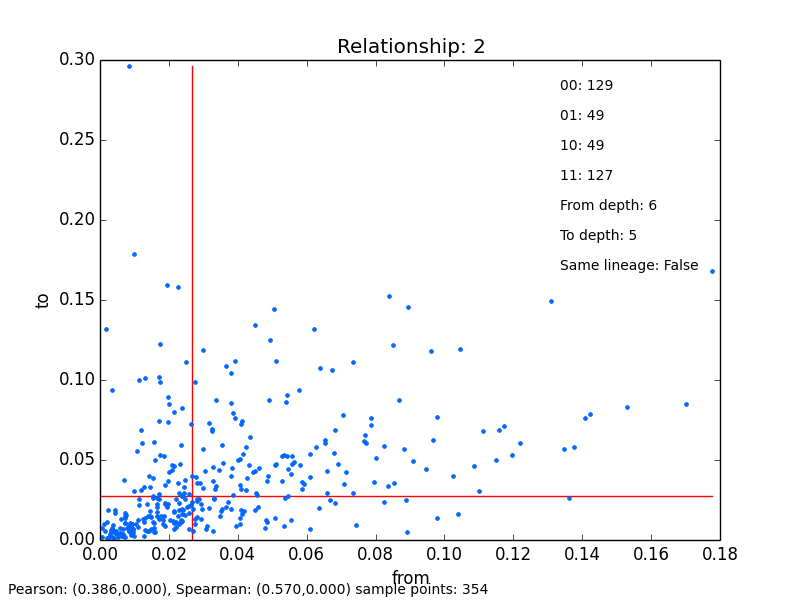 Relationship: 2
0.30
0.25
0.20
0.15
0.10
0.05
0.00
to
00: 129
01: 49
10: 49
11: 127
From depth: 6
To depth: 5
Same lineage: False
0.00 0.02 0.04 0.06 0.08 0.10 0.12 0.14 0.16 0.18
from
Pearson: (0.386,0.000), Spearman: (0.570,0.000) sample points: 354